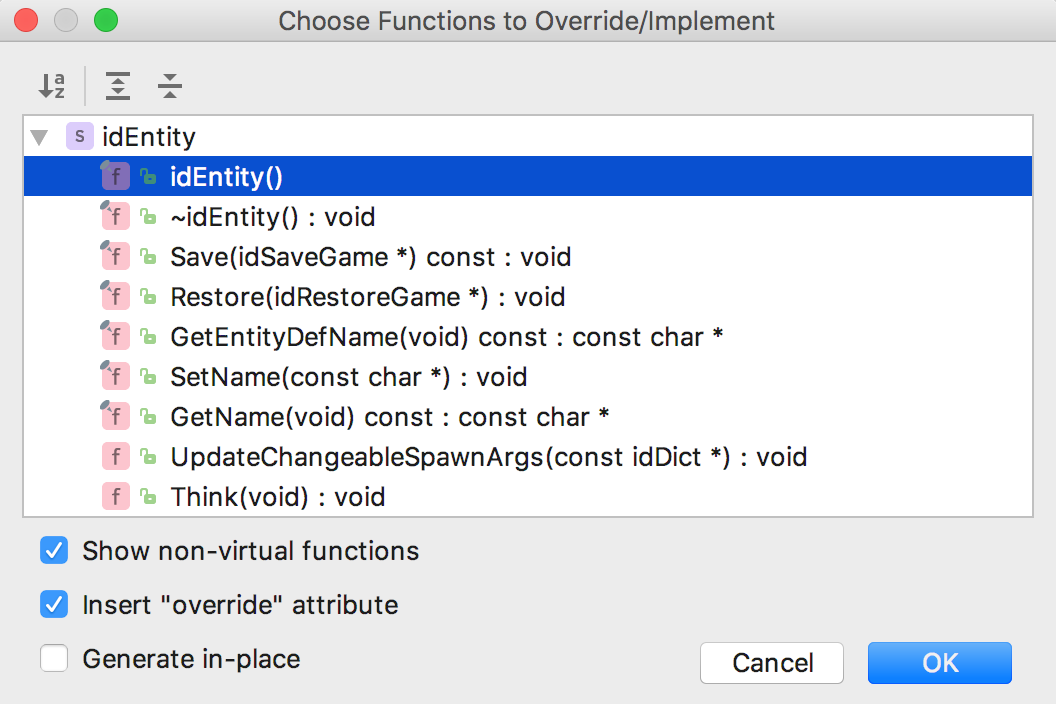 Choose Functions to Override/Implement
a
z
S idEntity
f idEntity()
f ~idEntity() : void
f Save(idSaveGame *) const : void
f Restore(idRestoreGame *) : void
f GetEntityDefName(void) const : const char *
f SetName(const char *) : void
f GetName(void) const : const char *
f UpdateChangeableSpawnArgs(const idDict *) : void
f Think(void) : void
Show non-virtual functions
Insert "override" attribute
Generate in-place
Cancel OK